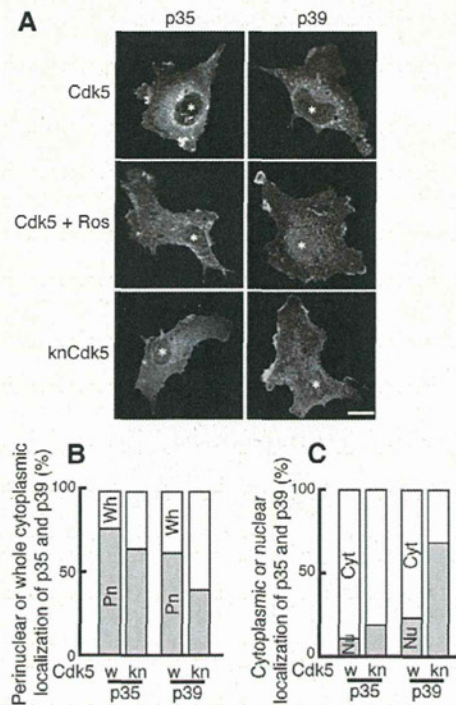 A
p35
p39
Cdk5
Cdk5 + Ros
knCdk5
B
Perinuclear or whole cytoplasmic
localization of p35 and p39 (%)
100
50
0
Wh
Pn
Wh
Pn
Cdk5 w kn w kn
p35 p39
C
Cytoplasmic or nuclear
localization of p35 and p39 (%)
100
50
0
Cyt
Nu
Cyt
Nu
Cdk5 w kn w kn
p35 p39